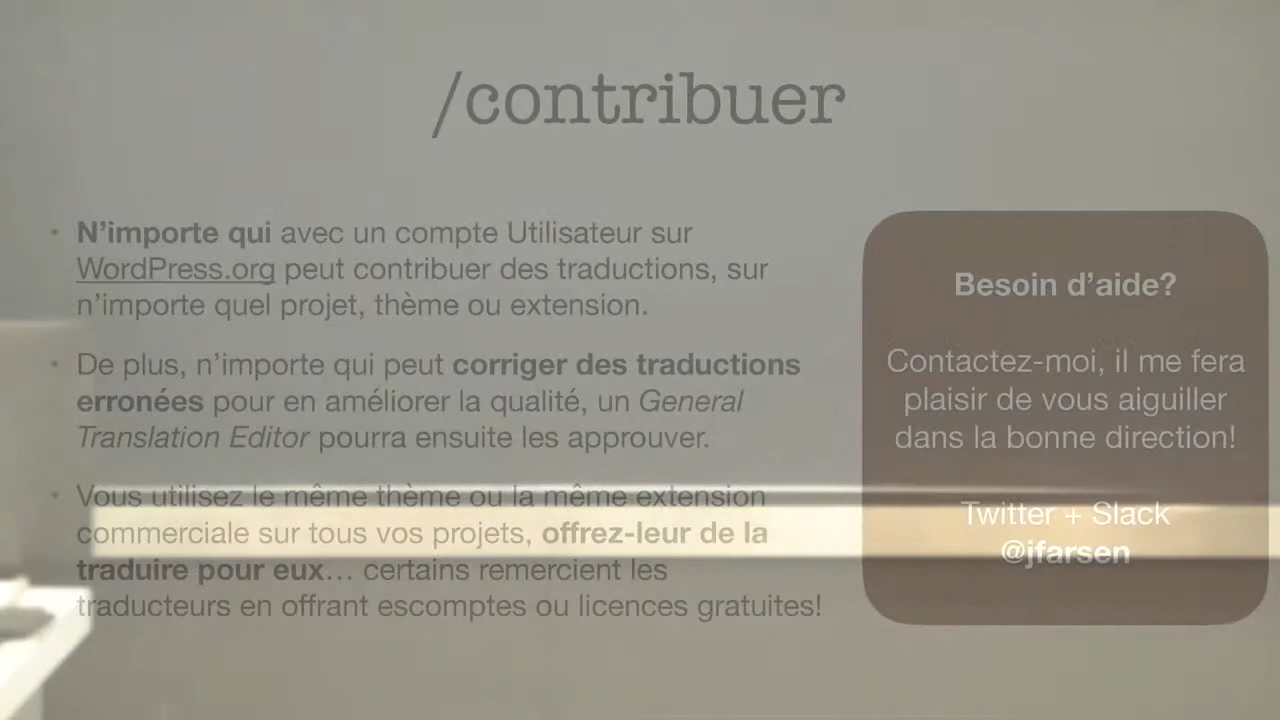 /contribuer
• N’importe qui avec un compte Utilisateur sur
WordPress.org peut contribuer des traductions, sur
n’importe quel projet, thème ou extension.
• De plus, n’importe qui peut corriger des traductions
erronées pour en améliorer la qualité, un General
Translation Editor pourra ensuite les approuver.
• Vous utilisez le même thème ou la même extension
commerciale sur tous vos projets, offrez-leur de la
traduire pour eux… certains remercient les
traducteurs en offrant escomptes ou licences gratuites!
Besoin d’aide?
Contactez-moi, il me fera
plaisir de vous aiguiller
dans la bonne direction!
Twitter + Slack
@jfarsen